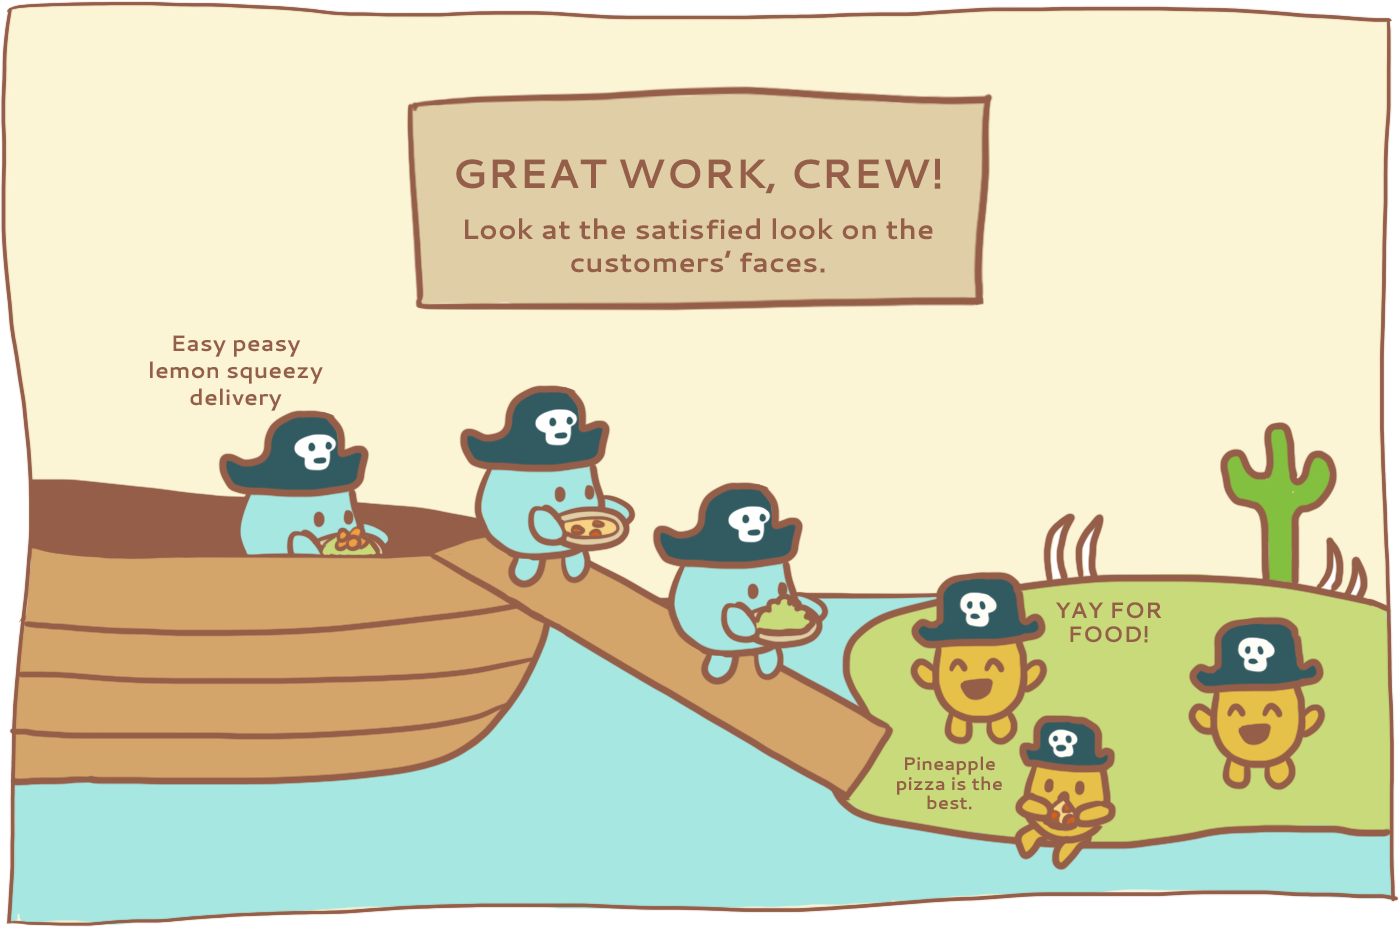 GREAT WORK, CREW!
Look at the satisfied look on the
customers’ faces.
Easy peasy
lemon squeezy
delivery
YAY FOR
FOOD!
Pineapple
pizza is the
best.